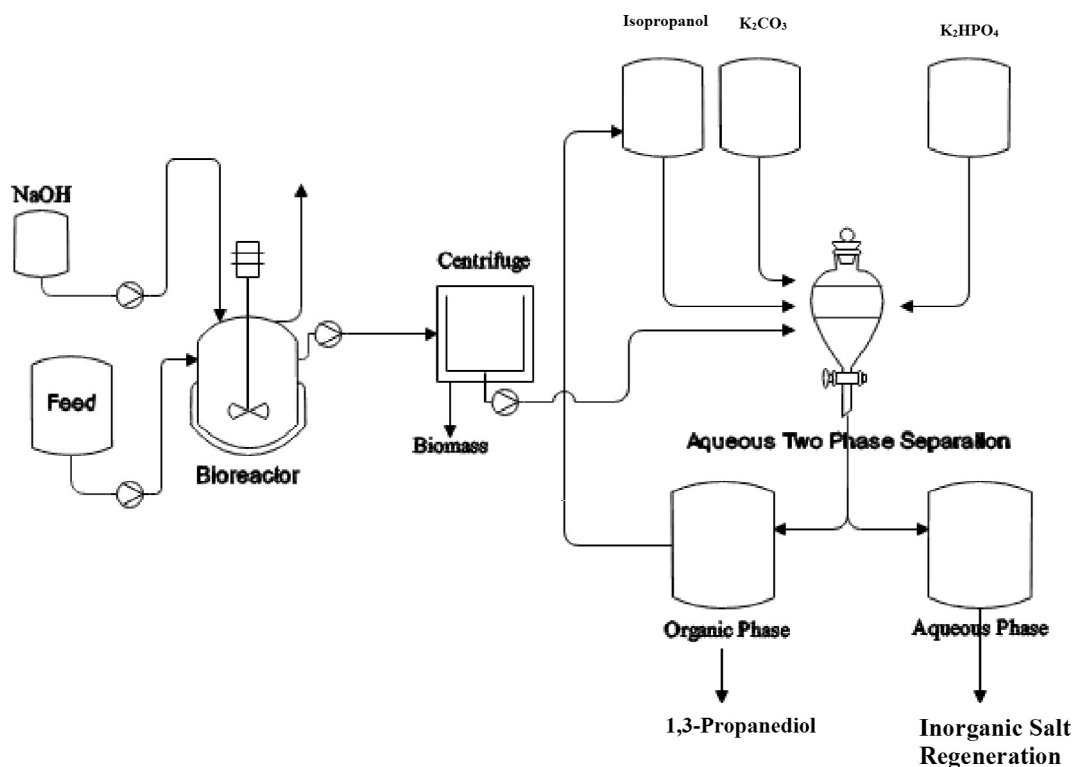 Isopropanol
K₂CO₃
K₂HPO₄
NaOH
Centrifuge
Feed
Biomass
Bioreactor
Aqueous Two Phase Separation
Organic Phase
Aqueous Phase
1,3-Propanediol
Inorganic Salt
Regeneration